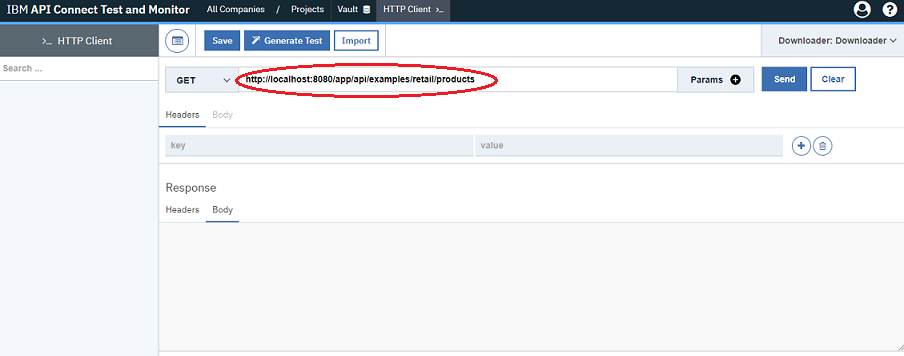 IBM API Connect Test and Monitor All Companies / Projects Vault HTTP Client >_ ?
>_ HTTP Client Save Generate Test Import Downloader: Downloader
Search ...
GET http://localhost:8080/app/api/examples/retail/products Params Send Clear
Headers Body
key value
Response
Headers Body